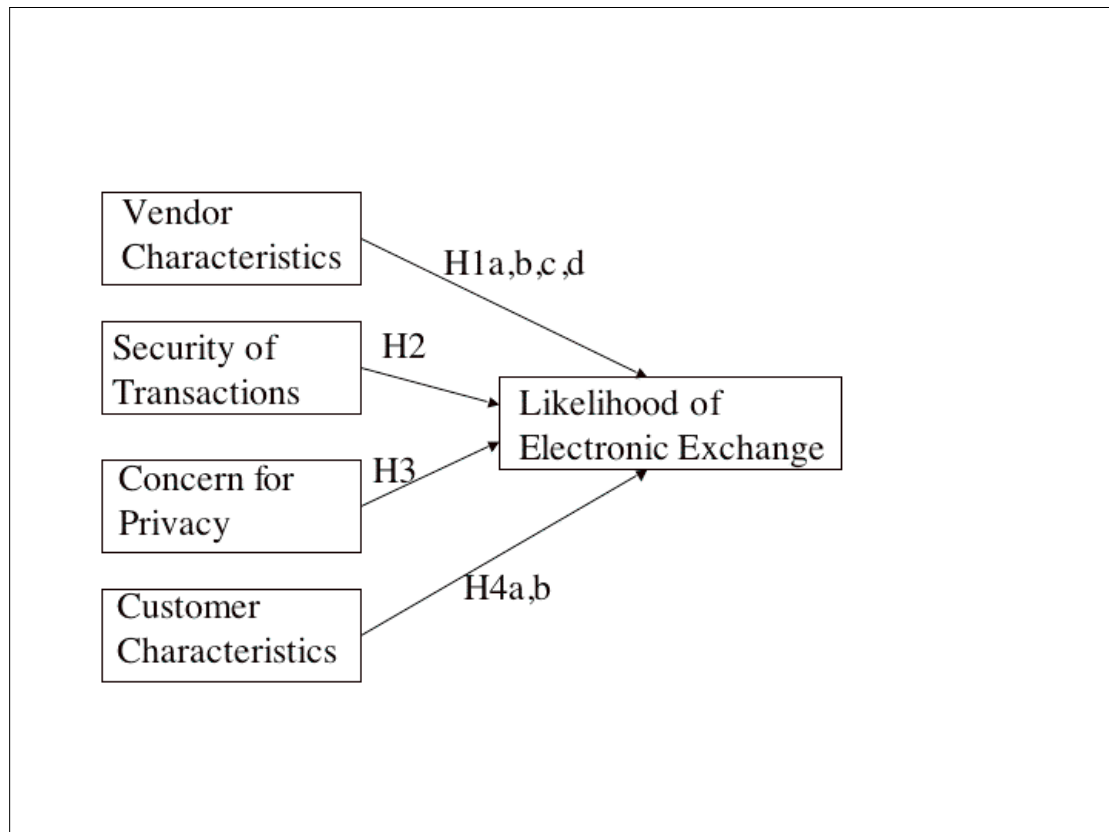 Vendor
Characteristics
H1a,b,c,d
Security of
Transactions
H2
Likelihood of
Electronic Exchange
Concern for
Privacy
H3
Customer
Characteristics
H4a,b